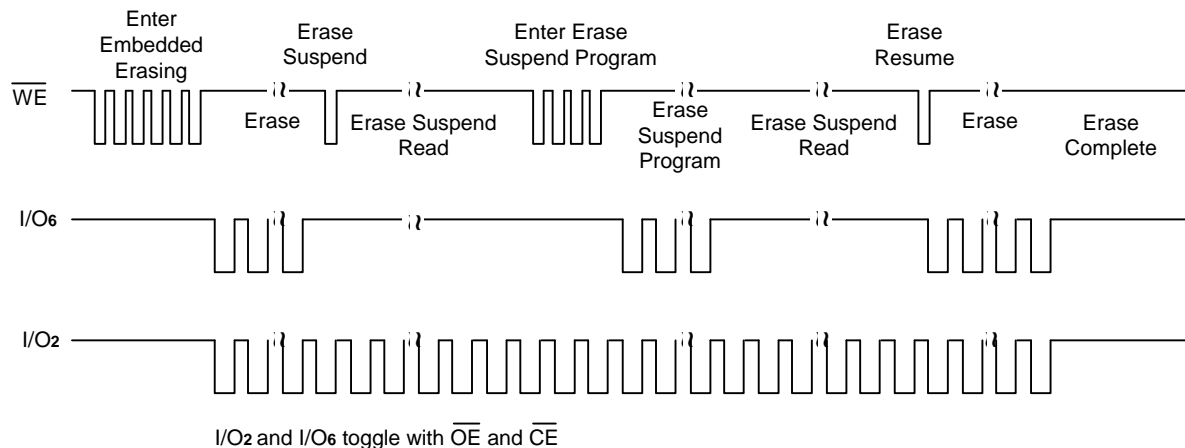 Enter
Embedded
Erasing
Erase
Suspend
Enter Erase
Suspend Program
Erase
Resume
WE
Erase
Erase Suspend
Read
Erase
Suspend
Program
Erase Suspend
Read
Erase
Erase
Complete
I/O6
I/O2
I/O2 and I/O6 toggle with OE and CE